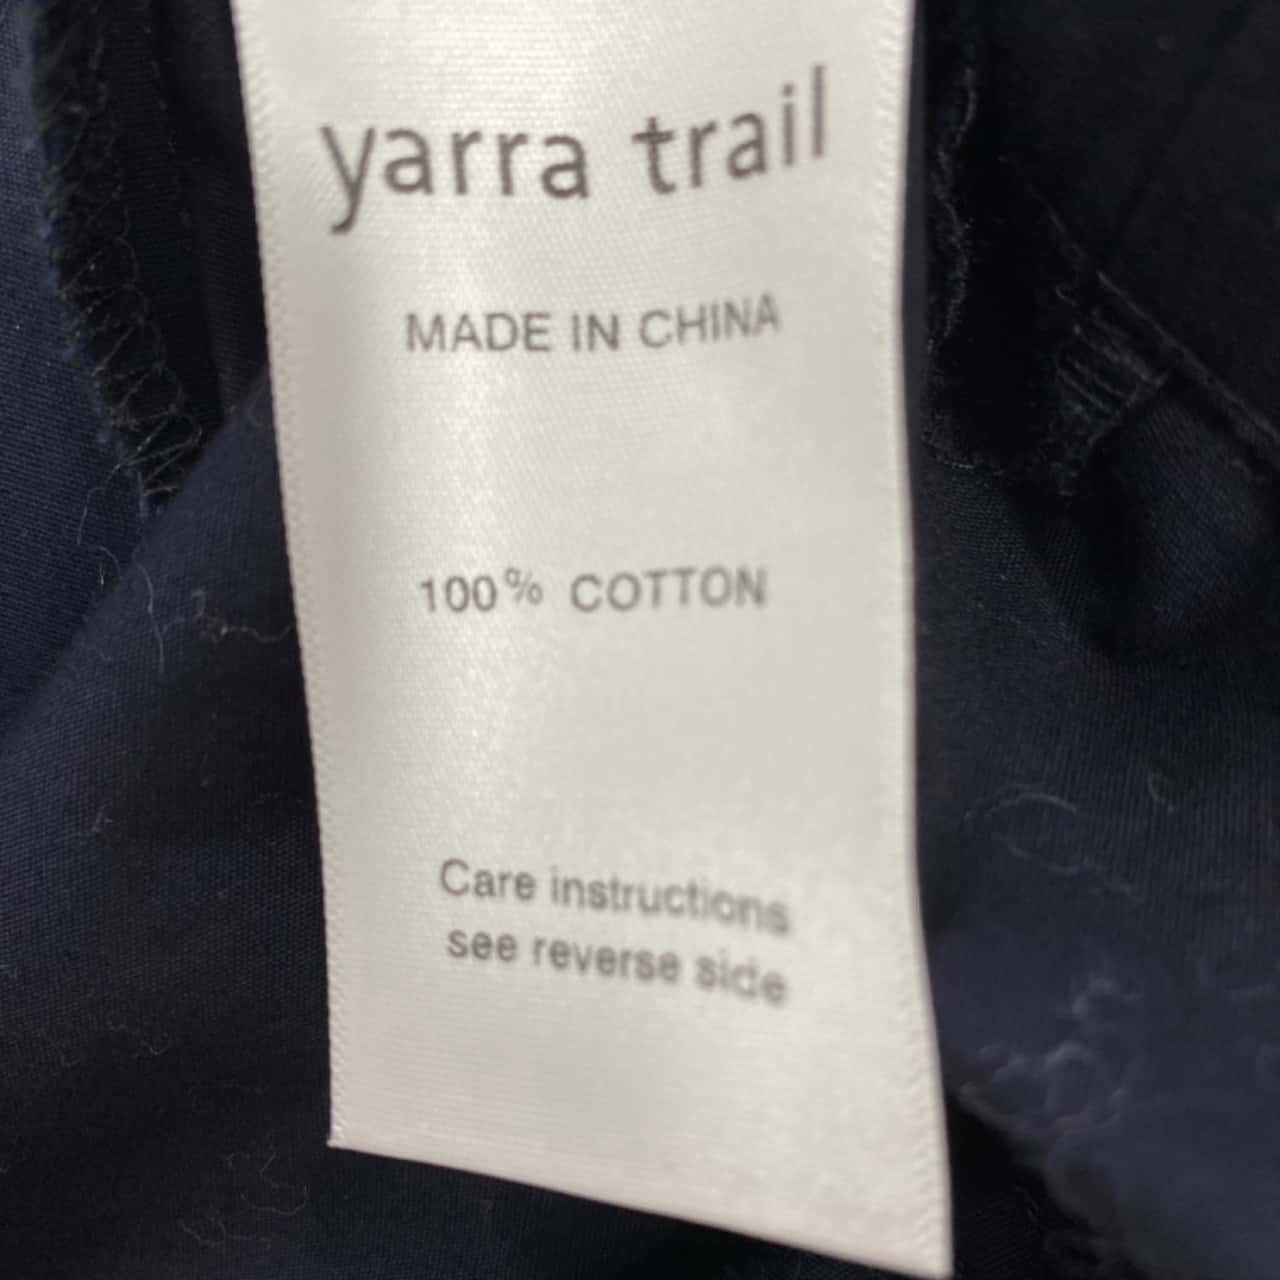 yarra trail
MADE IN CHINA
100% COTTON
Care instructions
see reverse side